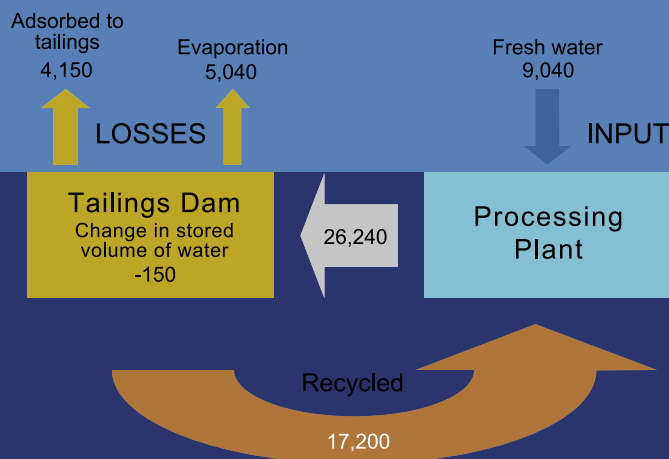 Adsorbed to
tailings
4,150
Evaporation
5,040
Fresh water
9,040
LOSSES
INPUT
Tailings Dam
Change in stored
volume of water
-150
26,240
Processing
Plant
Recycled
17,200